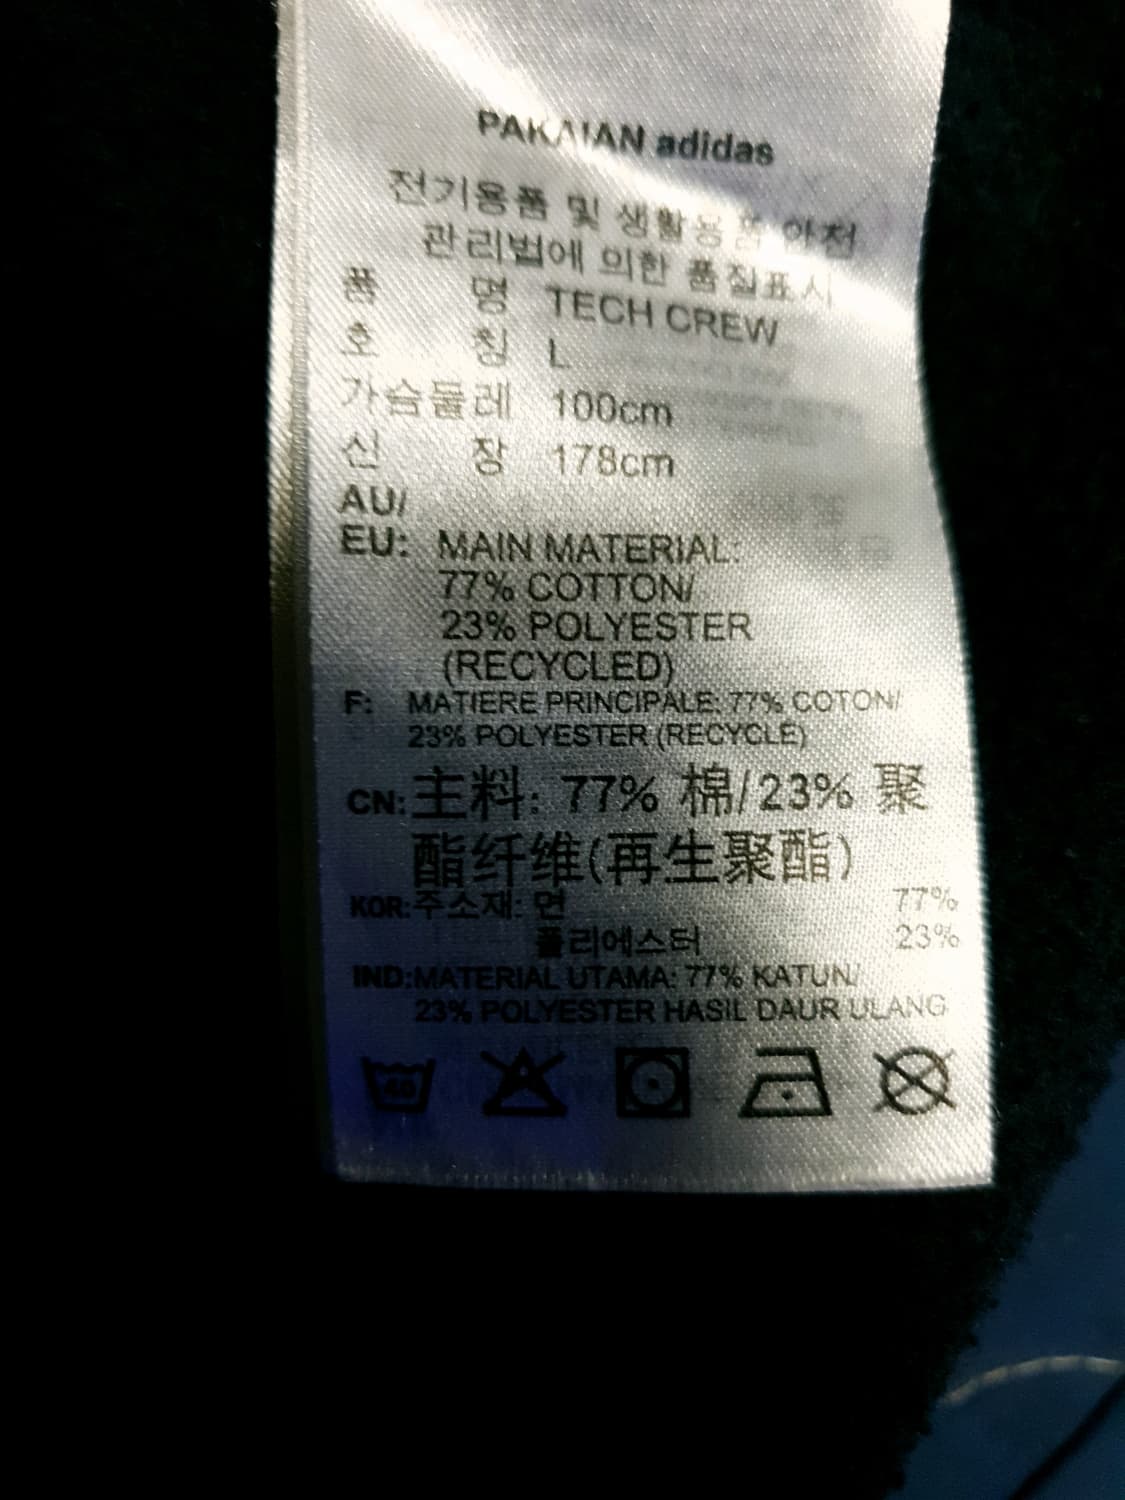 PAKAIAN adidas
전기용품 및 생활용품 안전
관리법에 의한 품질표시
품 명 TECH CREW
호 칭 L
가슴둘레 100cm
신 장 178cm
AU/
EU: MAIN MATERIAL:
77% COTTON/
23% POLYESTER
(RECYCLED)
F: MATIERE PRINCIPALE: 77% COTON/
23% POLYESTER (RECYCLÉ)
CN: 主料: 77% 棉/23% 聚
酯纤维(再生聚酯)
KOR: 주소재: 면 77%
폴리에스터 23%
IND: MATERIAL UTAMA: 77% KATUN/
23% POLYESTER HASIL DAUR ULANG
40